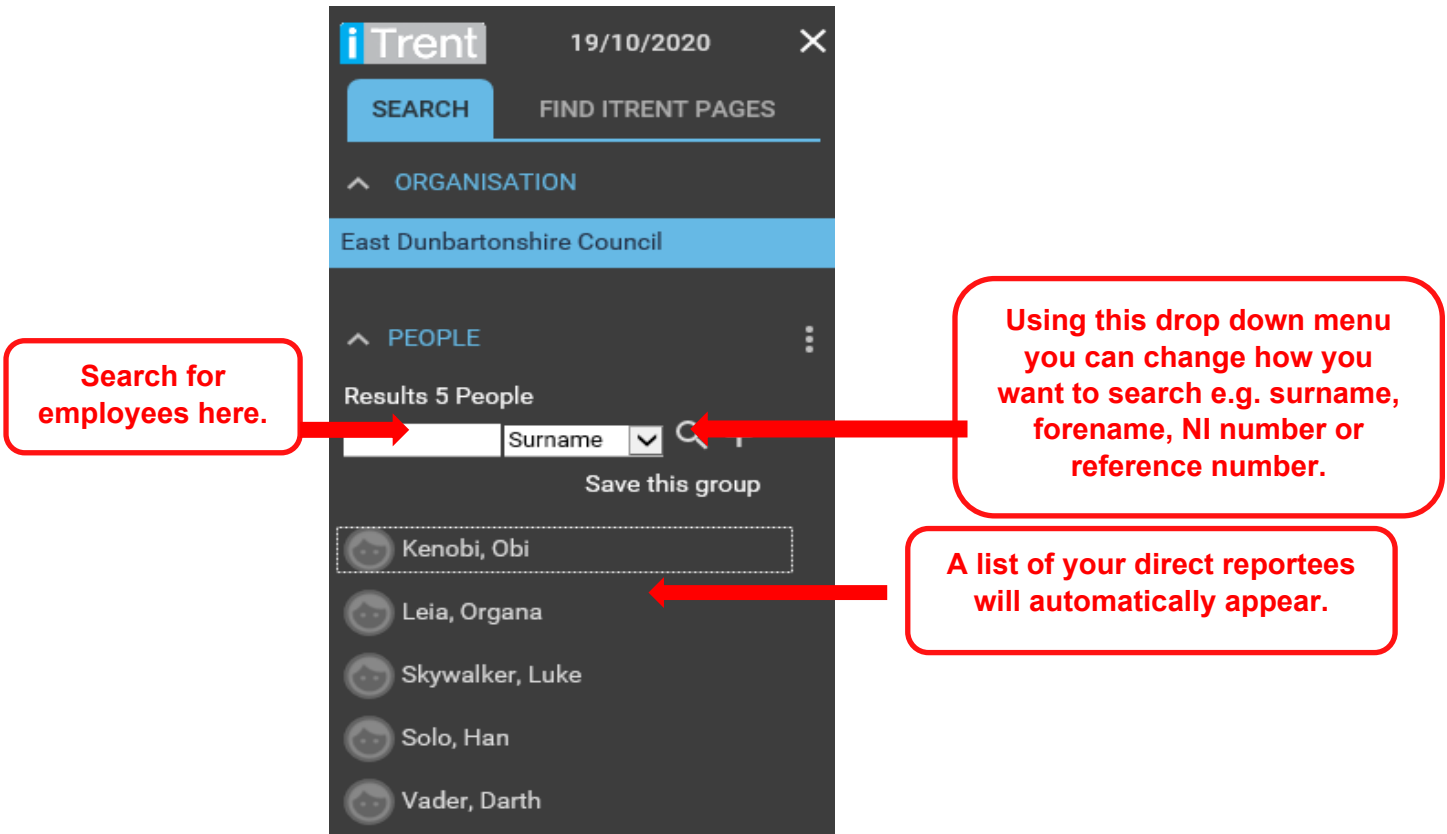 iTrent 19/10/2020
SEARCH FIND ITRENT PAGES
ORGANISATION
East Dunbartonshire Council
PEOPLE
Results 5 People
Surname
Save this group
Kenobi, Obi
Leia, Organa
Skywalker, Luke
Solo, Han
Vader, Darth
Search for
employees here.
Using this drop down menu
you can change how you
want to search e.g. surname,
forename, NI number or
reference number.
A list of your direct reportees
will automatically appear.